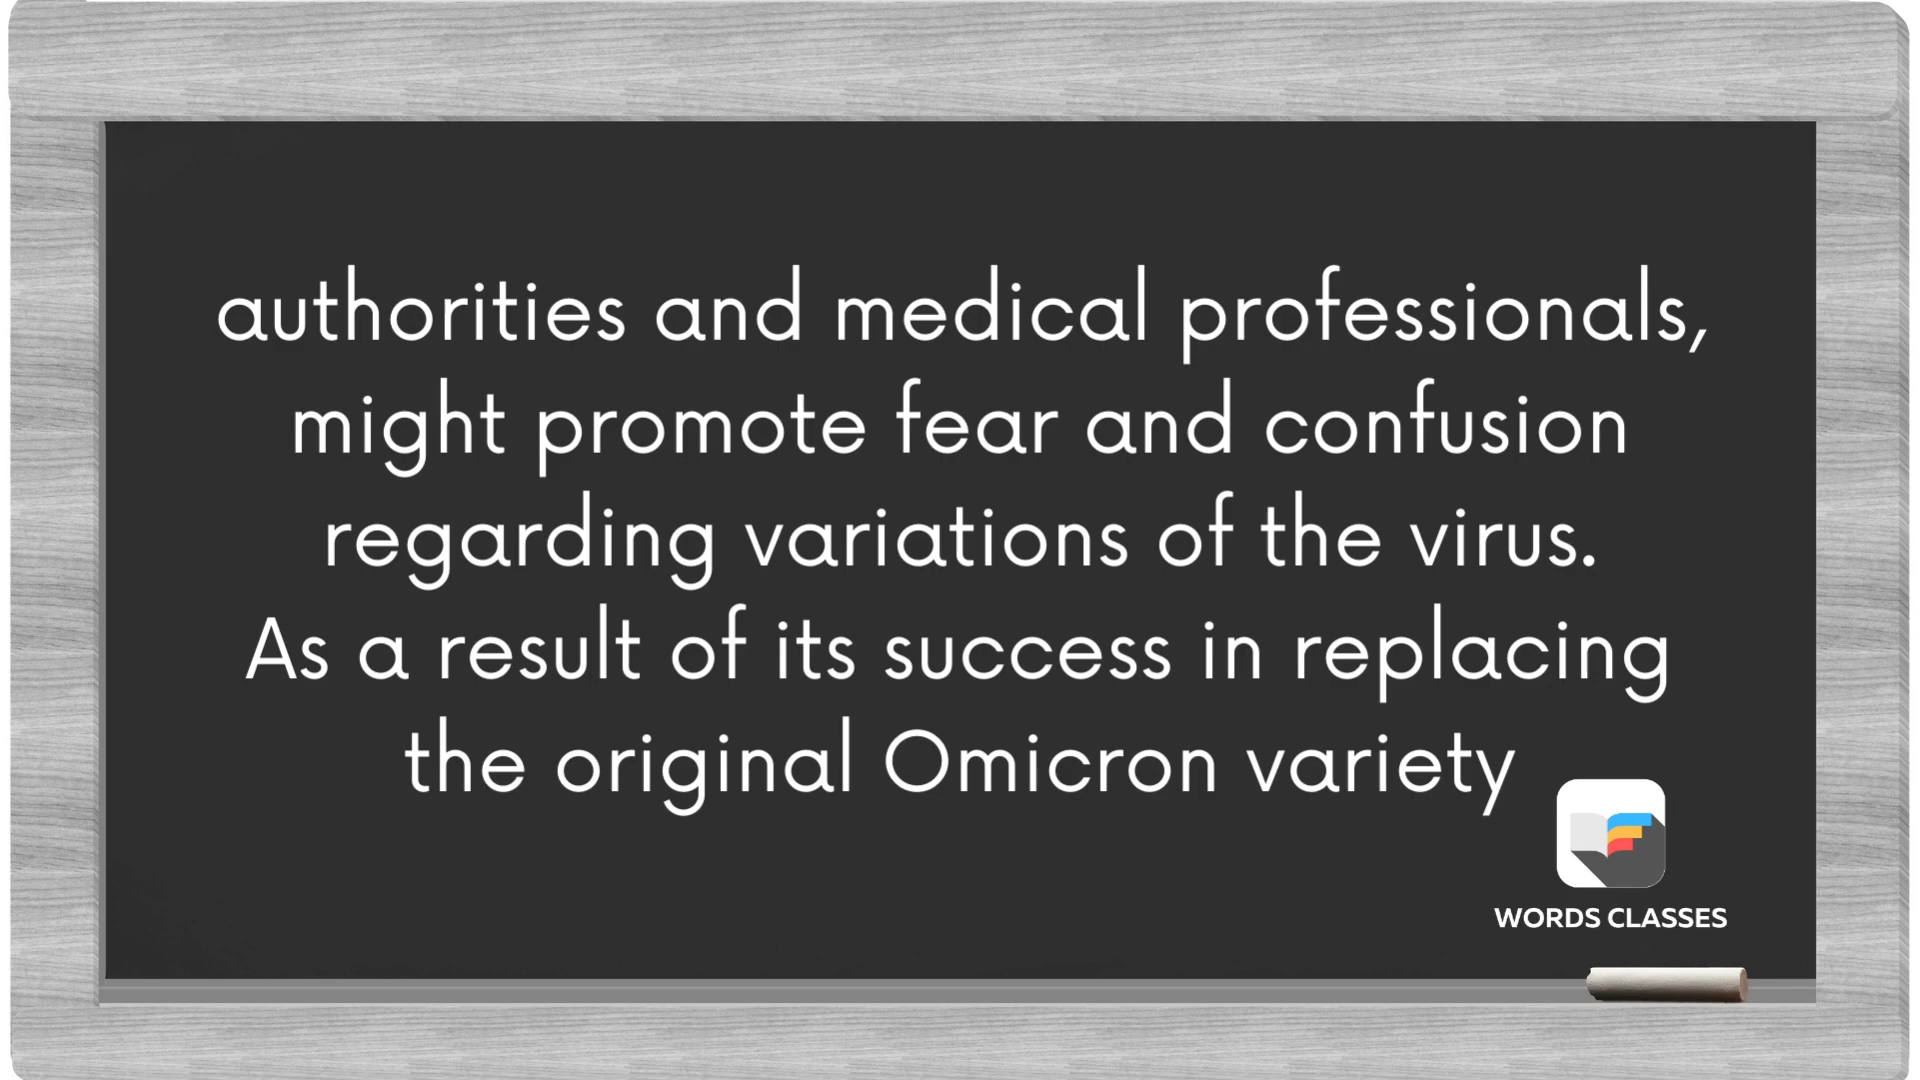 authorities and medical professionals,
might promote fear and confusion
regarding variations of the virus.
As a result of its success in replacing
the original Omicron variety
WORDS CLASSES